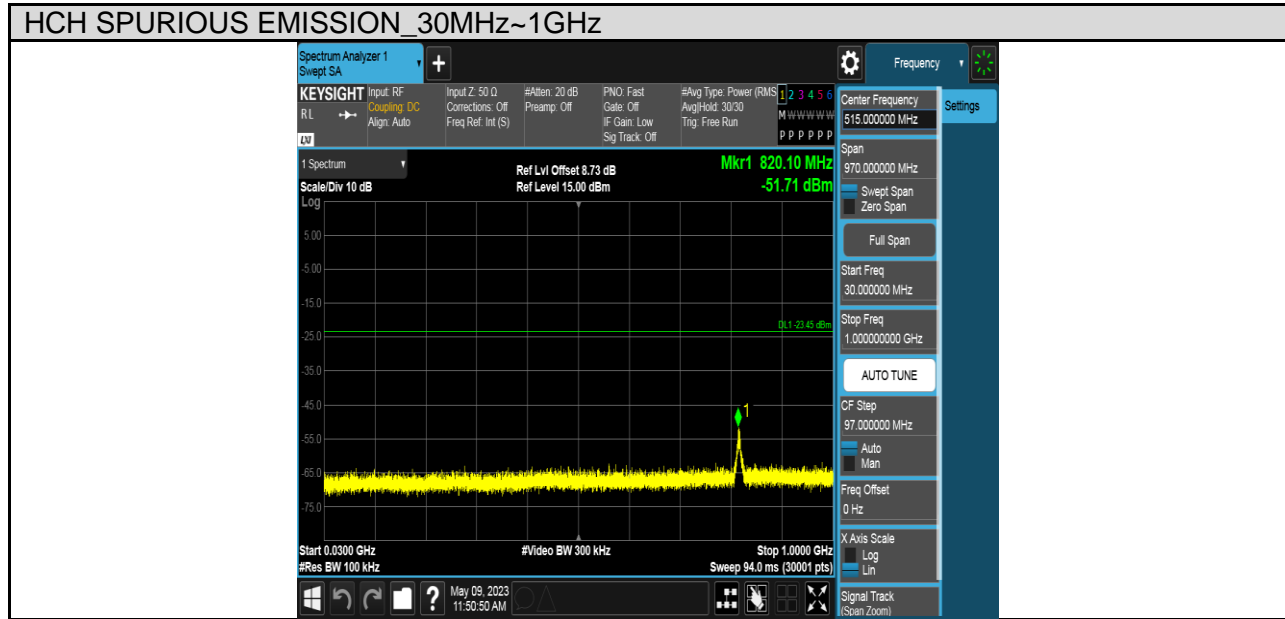 HCH SPURIOUS EMISSION_30MHz~1GHz
Spectrum Analyzer 1
Swept SA
+
Frequency
Settings
KEYSIGHT
RL
LXI
Input: RF
Coupling: DC
Align: Auto
Input Z: 50 Ω
Corrections: Off
Freq Ref: Int (S)
#Atten: 20 dB
Preamp: Off
PNO: Fast
Gate: Off
IF Gain: Low
Sig Track: Off
#Avg Type: Power (RMS
Avg|Hold: 30/30
Trig: Free Run
1 2 3 4 5 6
M W W W W W
P P P P P P
1 Spectrum
Scale/Div 10 dB
Ref Lvl Offset 8.73 dB
Ref Level 15.00 dBm
Mkr1 820.10 MHz
-51.71 dBm
Log
5.00
-5.00
-15.0
DL1 -23.45 dBm
-25.0
-35.0
-45.0
1
-55.0
-65.0
-75.0
Start 0.0300 GHz
#Res BW 100 kHz
#Video BW 300 kHz
Stop 1.0000 GHz
Sweep 94.0 ms (30001 pts)
?
May 09, 2023
11:50:50 AM
Center Frequency
515.000000 MHz
Span
970.000000 MHz
Swept Span
Zero Span
Full Span
Start Freq
30.000000 MHz
Stop Freq
1.000000000 GHz
AUTO TUNE
CF Step
97.000000 MHz
Auto
Man
Freq Offset
0 Hz
X Axis Scale
Log
Lin
Signal Track
(Span Zoom)